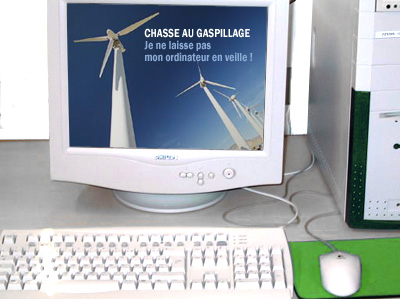 CHASSE AU GASPILLAGE
Je ne laisse pas
mon ordinateur en veille !